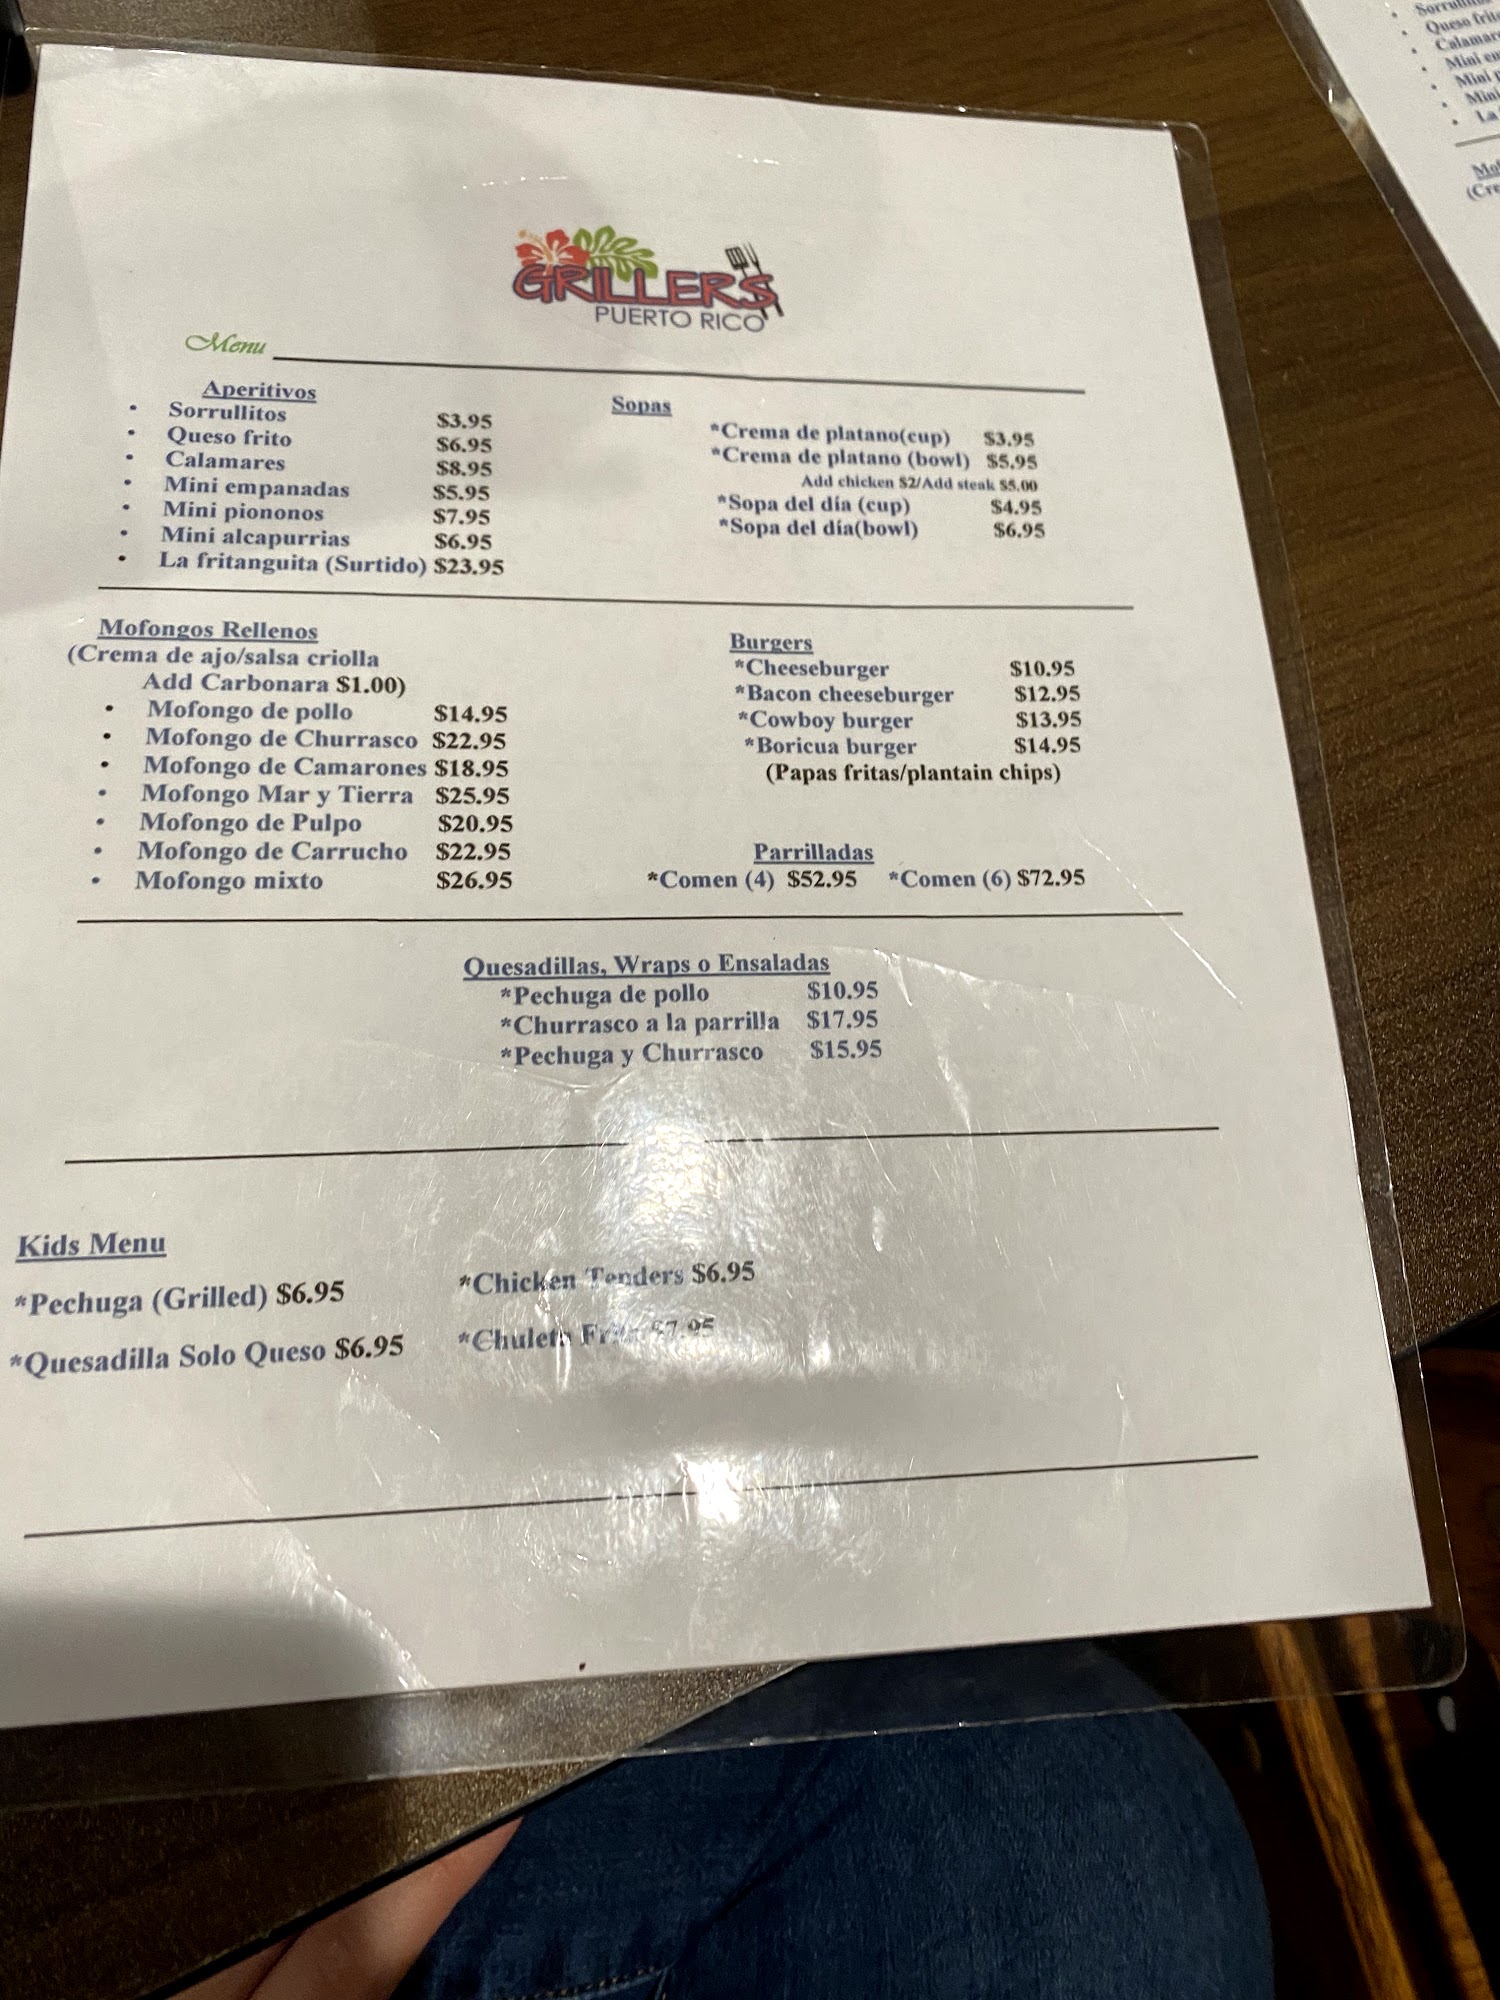 GRILLERS
PUERTO RICO
Menu
Aperitivos
• Sorrullitos $3.95
• Queso frito $6.95
• Calamares $8.95
• Mini empanadas $5.95
• Mini piononos $7.95
• Mini alcapurrias $6.95
• La fritanguita (Surtido) $23.95
Sopas
*Crema de platano(cup) $3.95
*Crema de platano (bowl) $5.95
Add chicken $2/Add steak $5.00
*Sopa del día (cup) $4.95
*Sopa del día(bowl) $6.95
Mofongos Rellenos
(Crema de ajo/salsa criolla
Add Carbonara $1.00)
• Mofongo de pollo $14.95
• Mofongo de Churrasco $22.95
• Mofongo de Camarones $18.95
• Mofongo Mar y Tierra $25.95
• Mofongo de Pulpo $20.95
• Mofongo de Carrucho $22.95
• Mofongo mixto $26.95
Burgers
*Cheeseburger $10.95
*Bacon cheeseburger $12.95
*Cowboy burger $13.95
*Boricua burger $14.95
(Papas fritas/plantain chips)
Parrilladas
*Comen (4) $52.95 *Comen (6) $72.95
Quesadillas, Wraps o Ensaladas
*Pechuga de pollo $10.95
*Churrasco a la parrilla $17.95
*Pechuga y Churrasco $15.95
Kids Menu
*Pechuga (Grilled) $6.95 *Chicken Tenders $6.95
*Quesadilla Solo Queso $6.95 *Chuleta $7.95
Queso
Mini
Mini
La